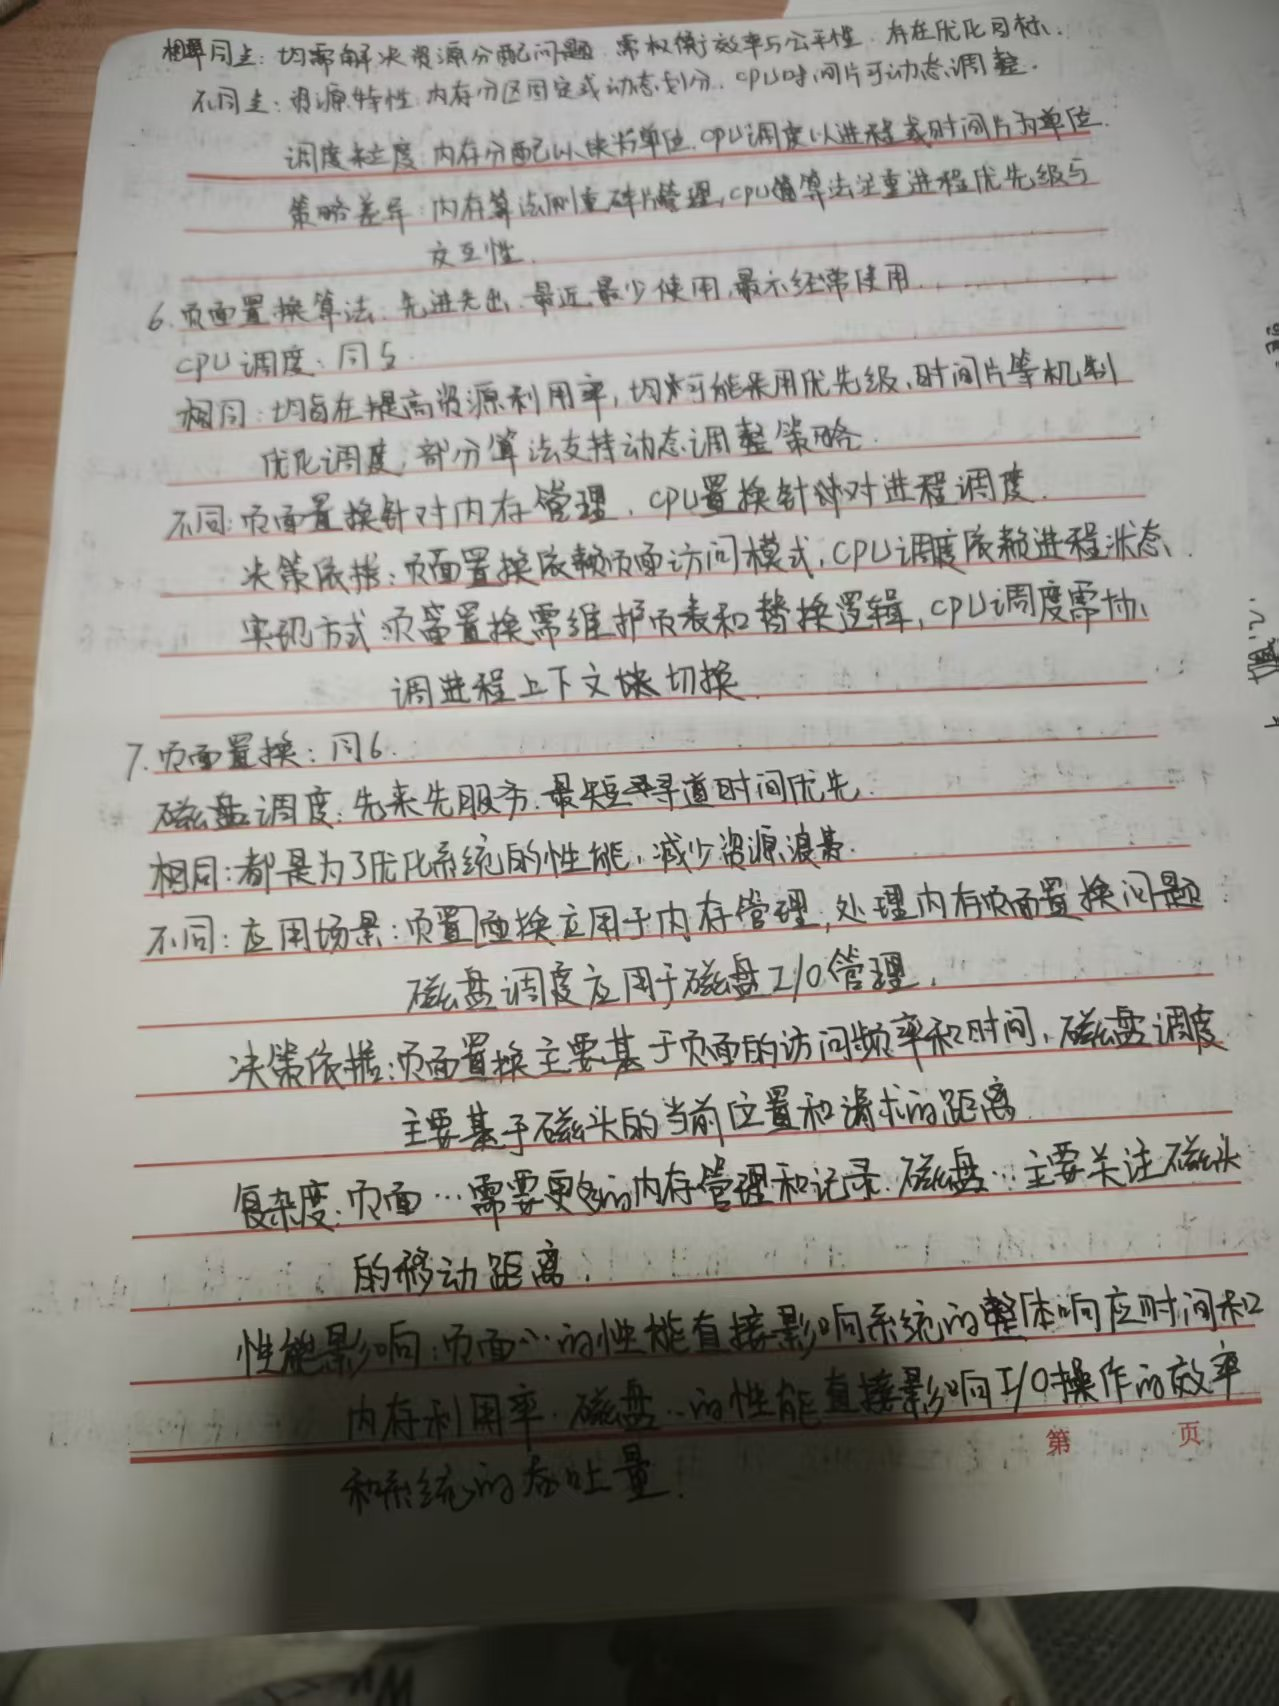 相同点：均需解决资源分配问题，需权衡效率与公平性，存在优化目标、
不同点：资源特性：内存分区固定或动态划分，CPU时间片可动态调整.
调度粒度：内存分配以块为单位，CPU调度以进程或时间片为单位.
策略差异：内存算法侧重碎片管理，CPU算法注重进程优先级与
交互性.
6.页面置换算法：先进先出、最近最少使用、最不经常使用......
CPU调度：同5.
相同：均旨在提高资源利用率，均可能采用优先级、时间片等机制
优化调度，部分算法支持动态调整策略.
不同：页面置换针对内存管理，CPU置换针对进程调度.
决策依据：页面置换依赖页面访问模式，CPU调度依赖进程状态、
实现方式 页面置换需维护页表和替换逻辑，CPU调度需协
调进程上下文切换.
7.页面置换：同6.
磁盘调度：先来先服务、最短寻道时间优先.
相同：都是为了优化系统的性能，减少资源浪费.
不同：应用场景：页置面换应用于内存管理，处理内存页面置换问题
磁盘调度应用于磁盘I/O管理.
决策依据：页面置换主要基于页面的访问频率和时间，磁盘调度
主要基于磁头的当前位置和请求的距离
复杂度：页面…需要更多的内存管理和记录.磁盘…主要关注磁头
的移动距离.
性能影响：页面…的性能直接影响系统的整体响应时间和
内存利用率.磁盘…的性能直接影响I/O操作的效率
第 页
和系统的吞吐量.